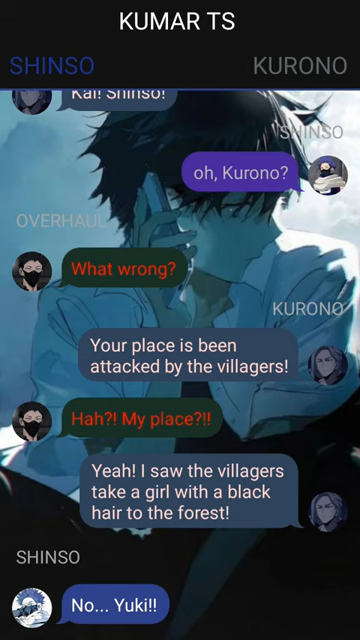 KUMAR TS
SHINSO
KURONO
Kai! Shinso!
SHINSO
oh, Kurono?
OVERHAUL
What wrong?
KURONO
Your place is been
attacked by the villagers!
Hah?! My place?!!
Yeah! I saw the villagers
take a girl with a black
hair to the forest!
SHINSO
No... Yuki!!